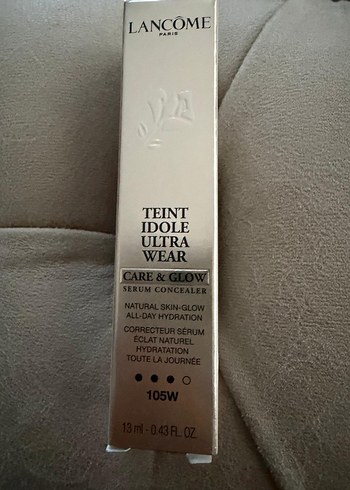 LANCÔME
PARIS
TEINT
IDOLE
ULTRA
WEAR
CARE & GLOW
SERUM CONCEALER
NATURAL SKIN-GLOW
ALL-DAY HYDRATION
CORRECTEUR SÉRUM
ÉCLAT NATUREL
HYDRATATION
TOUTE LA JOURNÉE
105W
13 ml - 0.43 FL. OZ.